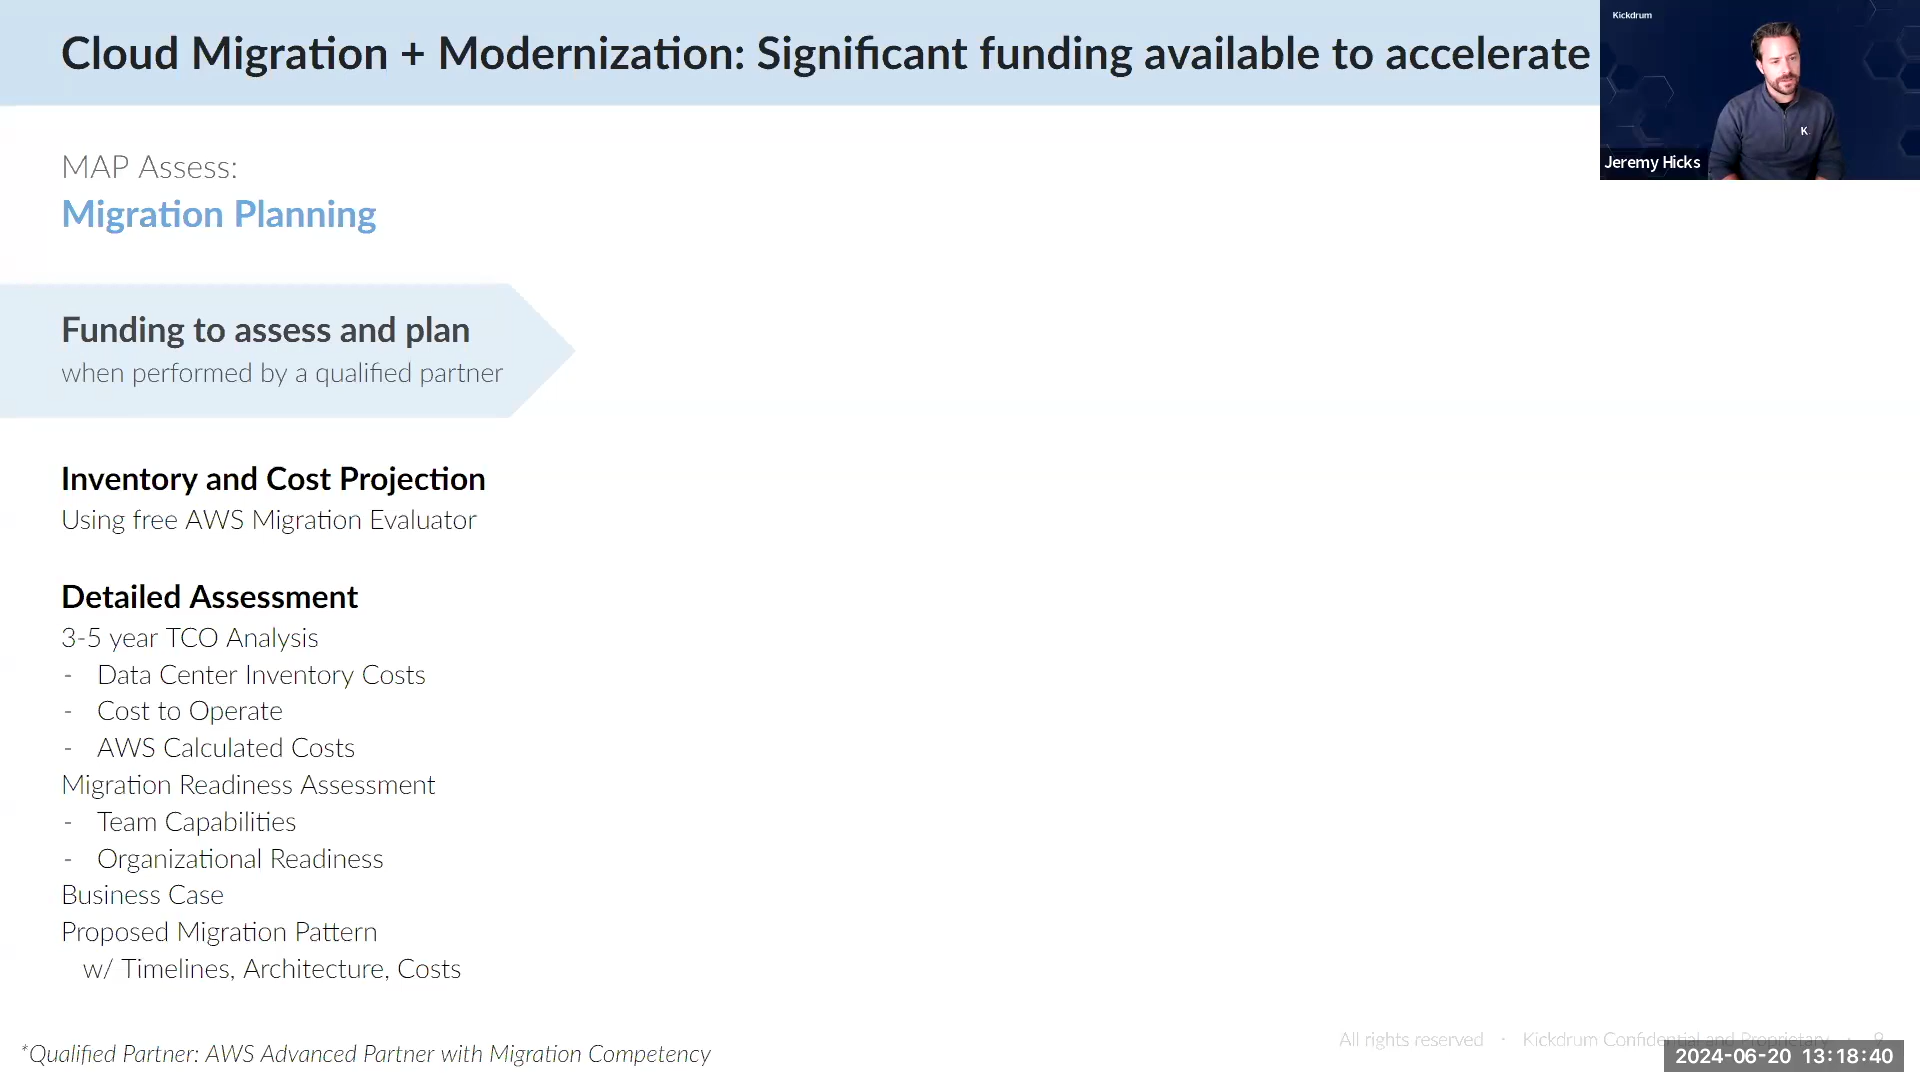 Cloud Migration + Modernization: Significant funding available to accelerate
Kickdrum
K
Jeremy Hicks
MAP Assess:
Migration Planning
Funding to assess and plan
when performed by a qualified partner
Inventory and Cost Projection
Using free AWS Migration Evaluator
Detailed Assessment
3-5 year TCO Analysis
- Data Center Inventory Costs
- Cost to Operate
- AWS Calculated Costs
Migration Readiness Assessment
- Team Capabilities
- Organizational Readiness
Business Case
Proposed Migration Pattern
w/ Timelines, Architecture, Costs
*Qualified Partner: AWS Advanced Partner with Migration Competency
All rights reserved · Kickdrum Confidential and Proprietary · 9
2024-06-20 13:18:40